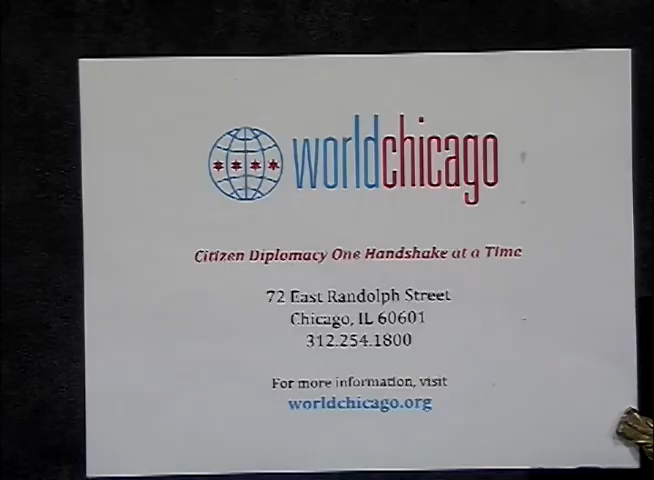 worldchicago
Citizen Diplomacy One Handshake at a Time
72 East Randolph Street
Chicago, IL 60601
312.254.1800
For more information, visit
worldchicago.org